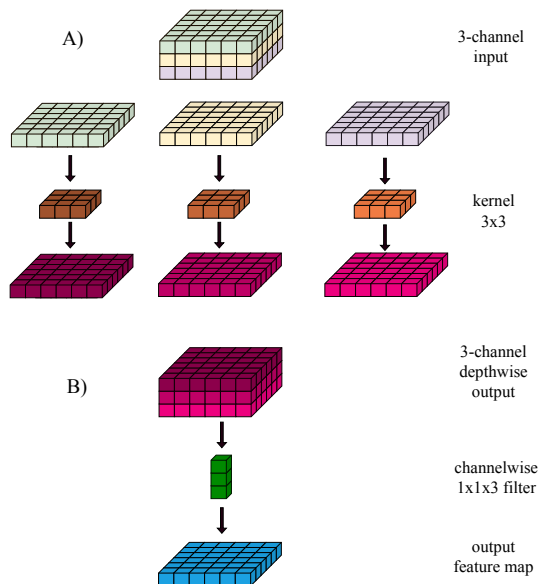 A)
3-channel
input
kernel
3x3
B)
3-channel
depthwise
output
channelwise
1x1x3 filter
output
feature map